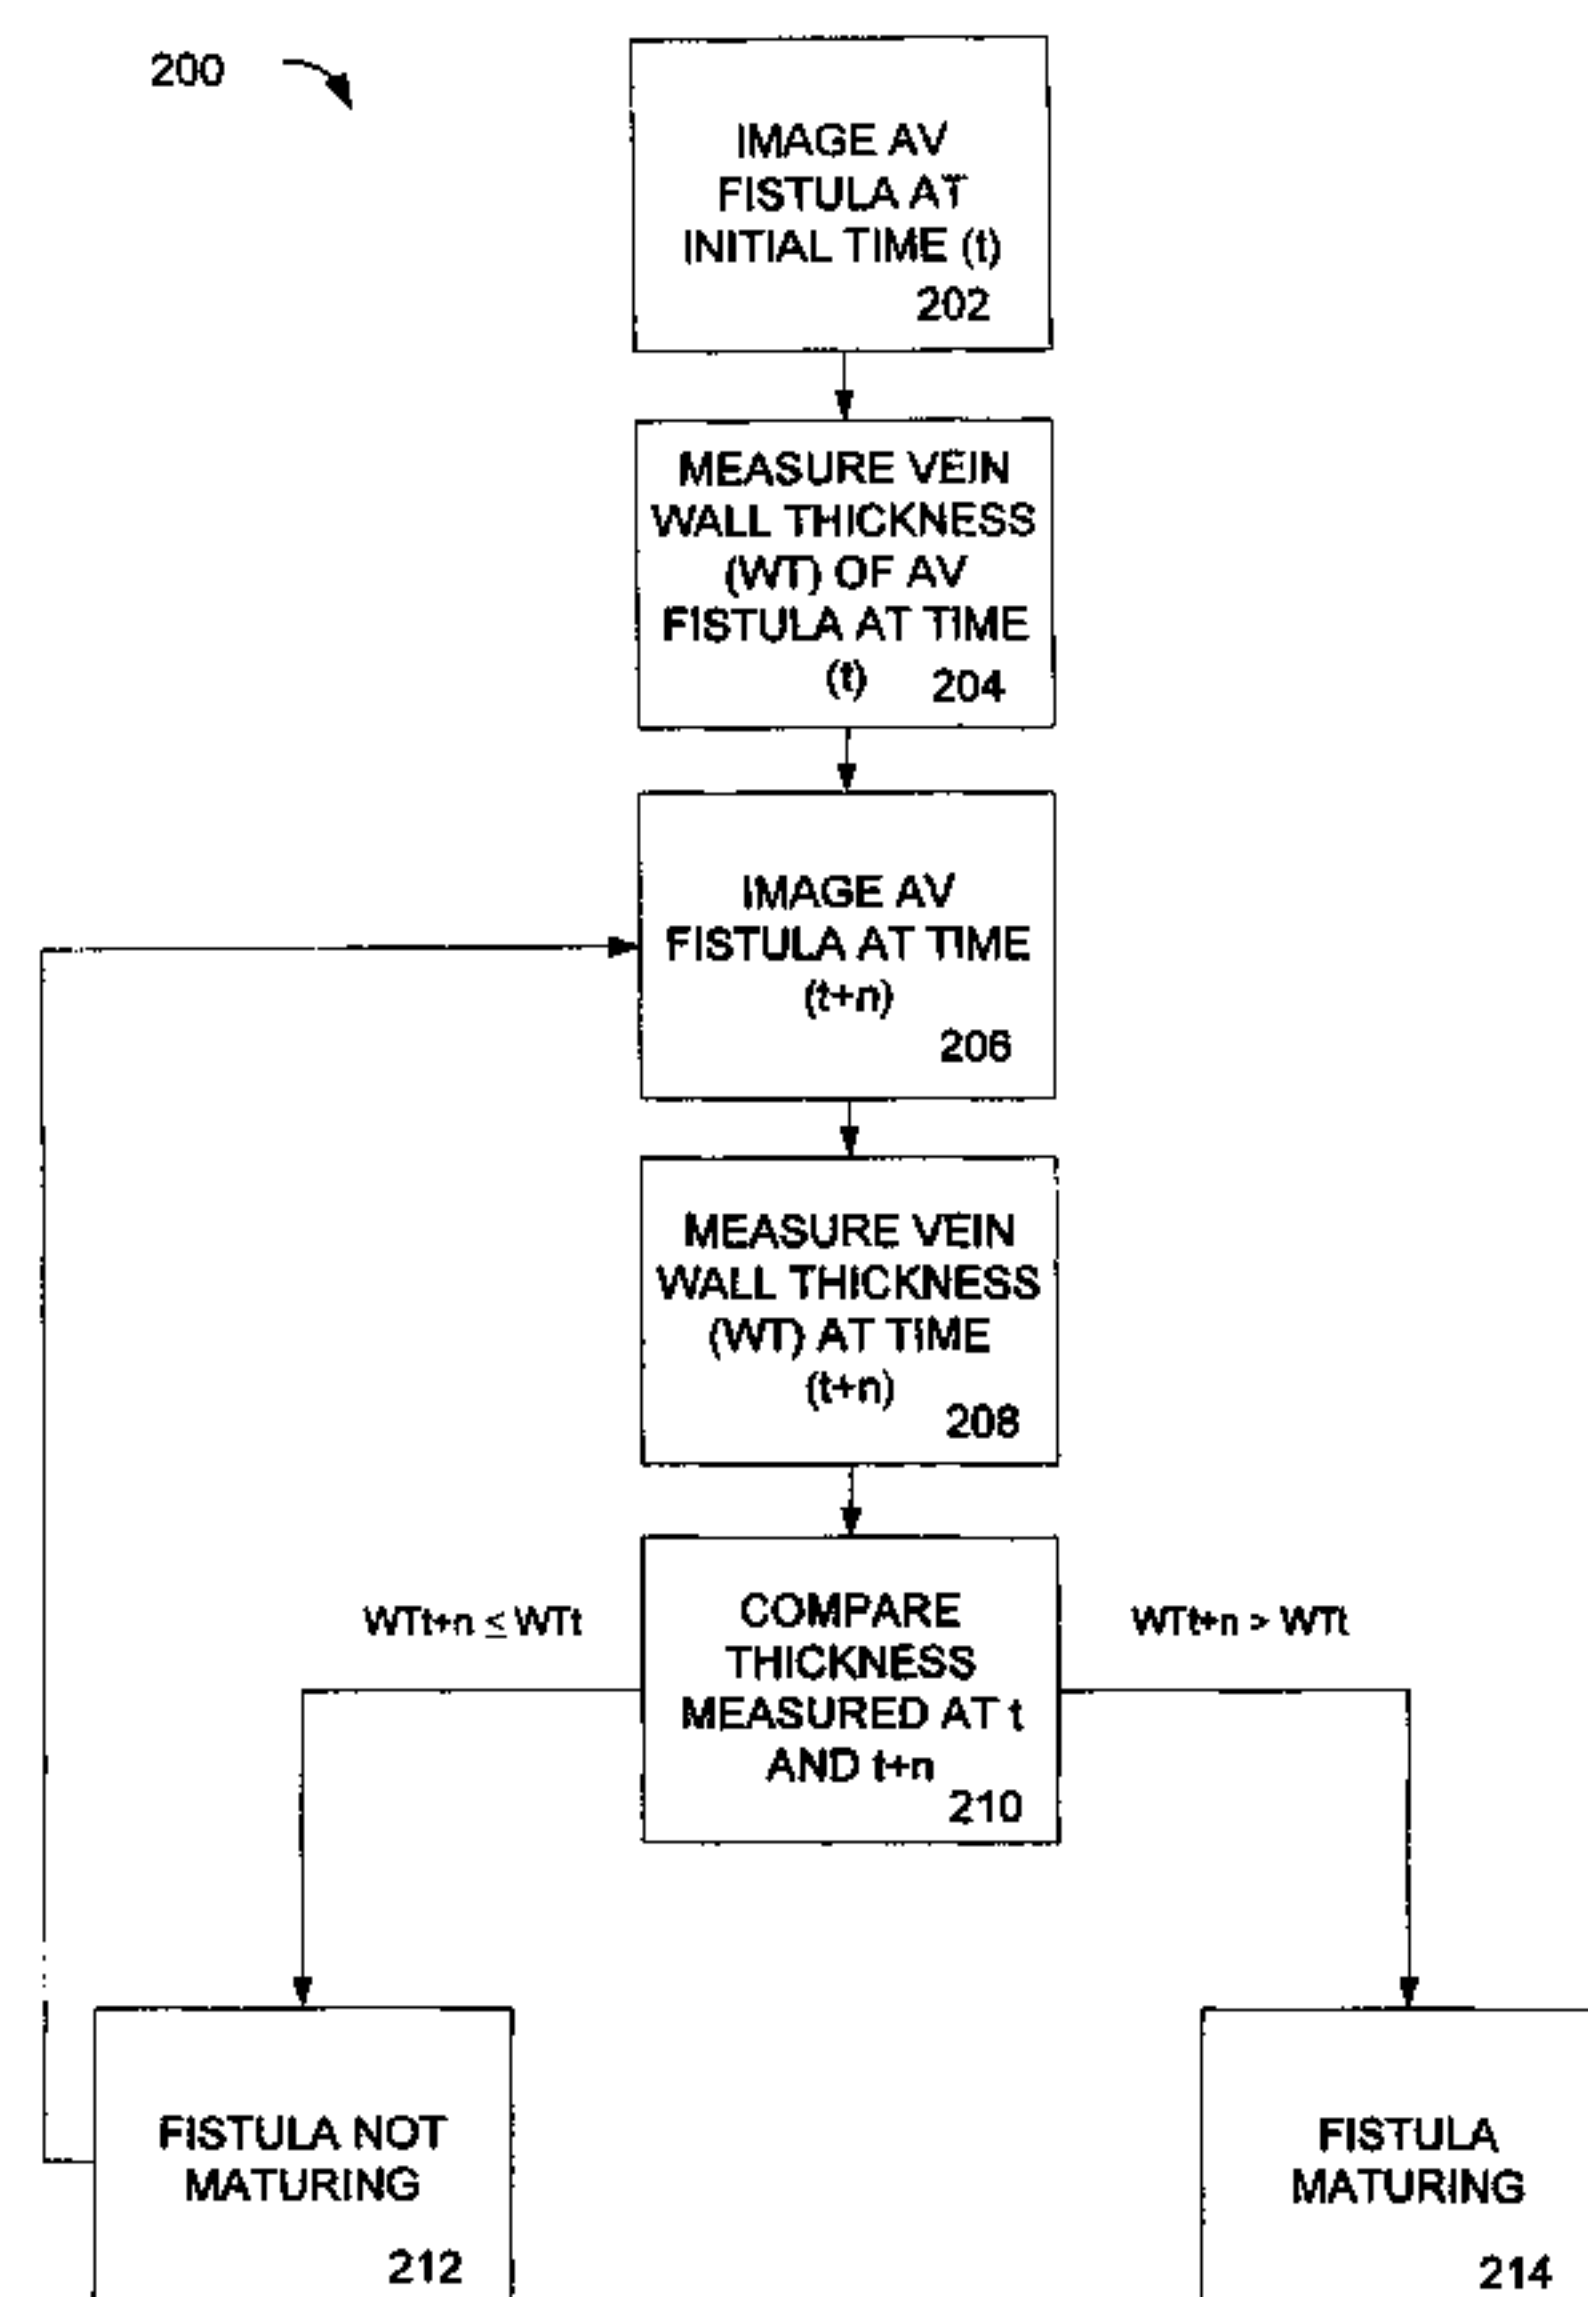 200
IMAGE AV
FISTULA AT
INITIAL TIME (t)
202
MEASURE VEIN
WALL THICKNESS
(WT) OF AV
FISTULA AT TIME
(t) 204
IMAGE AV
FISTULA AT TIME
(t+n)
206
MEASURE VEIN
WALL THICKNESS
(WT) AT TIME
(t+n)
208
WTt+n ≤ WTt
COMPARE
THICKNESS
MEASURED AT t
AND t+n
210
WTt+n > WTt
FISTULA NOT
MATURING
212
FISTULA
MATURING
214